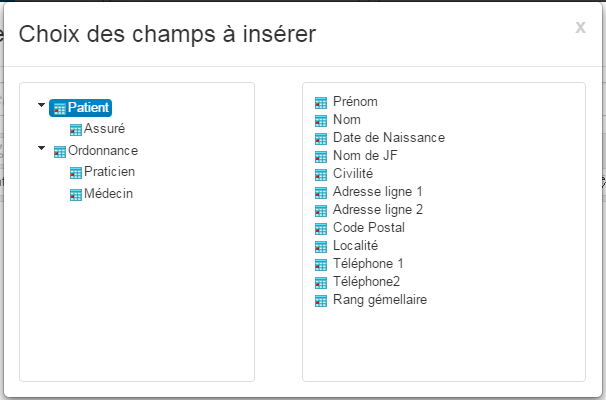 Choix des champs à insérer
x
Patient
Assuré
Ordonnance
Praticien
Médecin
Prénom
Nom
Date de Naissance
Nom de JF
Civilité
Adresse ligne 1
Adresse ligne 2
Code Postal
Localité
Téléphone 1
Téléphone2
Rang gémellaire